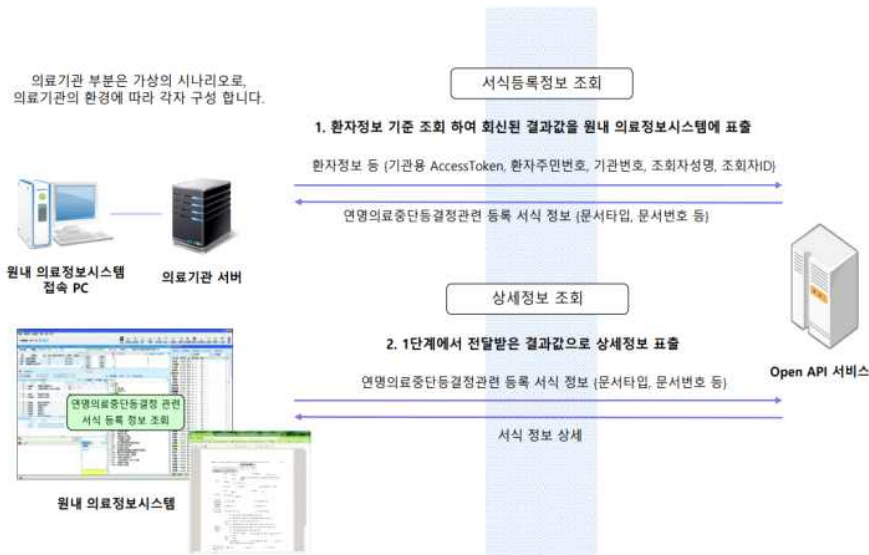 의료기관 부분은 가상의 시나리오로,
의료기관의 환경에 따라 각자 구성 합니다.
서식등록정보 조회
1. 환자정보 기준 조회 하여 회신된 결과값을 원내 의료정보시스템에 표출
환자정보 등 {기관용 AccessToken, 환자주민번호, 기관번호, 조회자성명, 조회자ID}
연명의료중단등결정관련 등록 서식 정보 {문서타입, 문서번호 등}
원내 의료정보시스템
접속 PC
의료기관 서버
상세정보 조회
2. 1단계에서 전달받은 결과값으로 상세정보 표출
연명의료중단등결정관련 등록 서식 정보 {문서타입, 문서번호 등}
서식 정보 상세
Open API 서비스
연명의료중단등결정 관련
서식 등록 정보 조회
원내 의료정보시스템